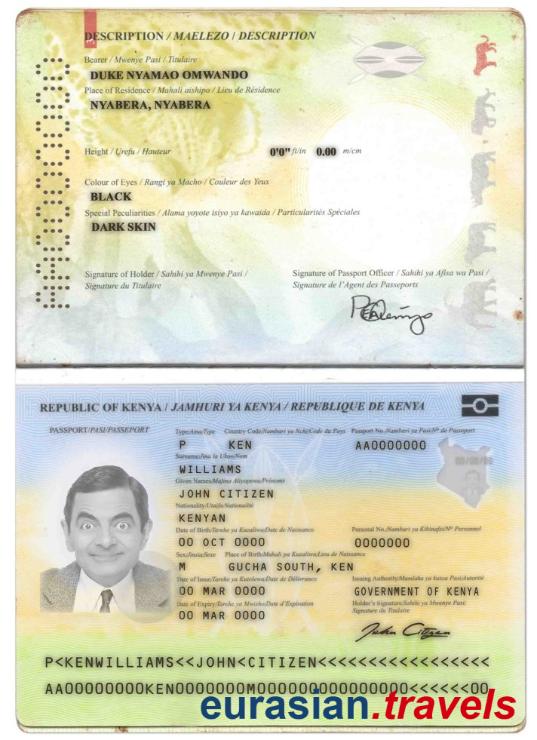 DESCRIPTION / MAELEZO / DESCRIPTION
Bearer / Mwenye Pasi / Titulaire
DUKE NYAMAO OMWANDO
Place of Residence / Mahali aishipo / Lieu de Résidence
NYABERA, NYABERA
Height / Urefu / Hauteur 0'0" ft/in 0.00 m/cm
Colour of Eyes / Rangi ya Macho / Couleur des Yeux
BLACK
Special Peculiarities / Alama yoyote isiyo ya kawaida / Particularités Spéciales
DARK SKIN
Signature of Holder / Sahihi ya Mwenye Pasi / Signature of Passport Officer / Sahihi ya Afisa wa Pasi /
Signature du Titulaire Signature de l'Agent des Passeports
REPUBLIC OF KENYA / JAMHURI YA KENYA / REPUBLIQUE DE KENYA
PASSPORT/PASI/PASSEPORT Type/Aina/Type Country Code/Nambari ya Nchi/Code du Pays Passport No./Nambari ya Pasi/Nº de Passeport
P KEN AA0000000
Surname/Jina la Ukoo/Nom
WILLIAMS
Given Names/Majina Aliyopewa/Prénoms
JOHN CITIZEN
Nationality/Utaifa/Nationalité
KENYAN
Date of Birth/Tarehe ya Kuzaliwa/Date de Naissance Personal No./Nambari ya Kibinafsi/Nº Personnel
00 OCT 0000 0000000
Sex/Jinsia/Sexe Place of Birth/Mahali ya Kuzaliwa/Lieu de Naissance
M GUCHA SOUTH, KEN
Date of Issue/Tarehe ya Kutolewa/Date de Délivrance Issuing Authority/Mamlaka ya kutoa Pasi/Autorité
00 MAR 0000 GOVERNMENT OF KENYA
Date of Expiry/Tarehe ya Mwisho/Date d'Expiration Holder's Signature/Sahihi ya Mwenye Pasi/
Signature du Titulaire
00 MAR 0000
John Citizen
P<KENWILLIAMS<<JOHN<CITIZEN<<<<<<<<<<<<<<<<<
AA00000000KEN0000000M00000000000000000<<<<<<00
eurasian.travels